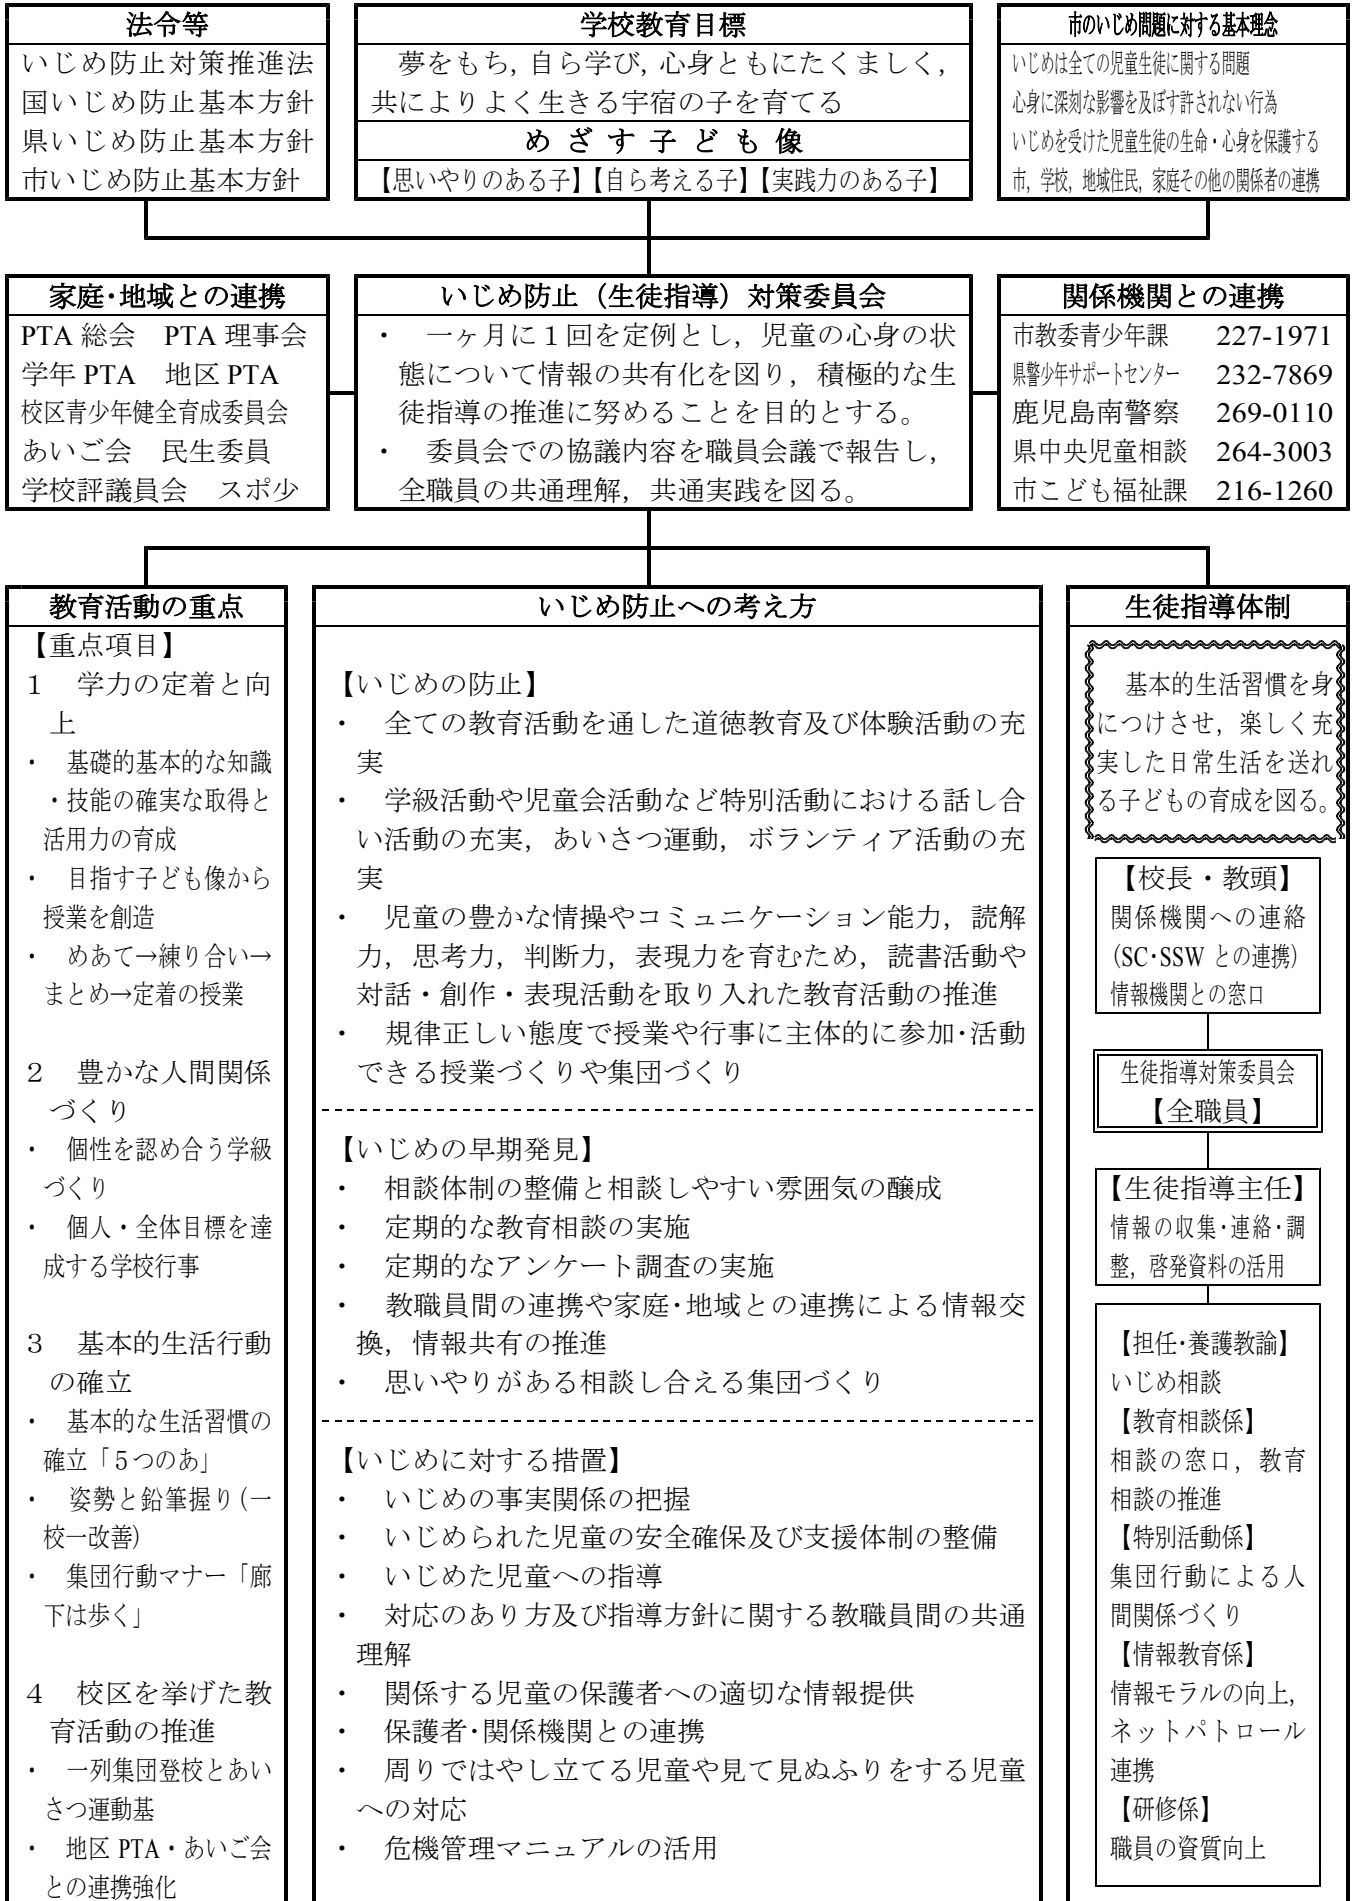 法令等
いじめ防止対策推進法
国いじめ防止基本方針
県いじめ防止基本方針
市いじめ防止基本方針
学校教育目標
夢をもち,自ら学び,心身ともにたくましく,
共によりよく生きる宇宿の子を育てる
めざす子ども像
【思いやりのある子】【自ら考える子】【実践力のある子】
市のいじめ問題に対する基本理念
いじめは全ての児童生徒に関する問題
心身に深刻な影響を及ぼす許されない行為
いじめを受けた児童生徒の生命・心身を保護する
市，学校，地域住民，家庭その他の関係者の連携
家庭・地域との連携
PTA 総会　PTA 理事会
学年 PTA　地区 PTA
校区青少年健全育成委員会
あいご会　民生委員
学校評議員会　スポ少
いじめ防止（生徒指導）対策委員会
・　一ヶ月に１回を定例とし，児童の心身の状
態について情報の共有化を図り，積極的な生
徒指導の推進に努めることを目的とする。
・　委員会での協議内容を職員会議で報告し，
全職員の共通理解，共通実践を図る。
関係機関との連携
市教委青少年課　227-1971
県警少年サポートセンター　232-7869
鹿児島南警察　269-0110
県中央児童相談　264-3003
市こども福祉課　216-1260
教育活動の重点
【重点項目】
1　学力の定着と向
上
・　基礎的基本的な知識
・技能の確実な取得と
活用力の育成
・　目指す子ども像から
授業を創造
・　めあて→練り合い→
まとめ→定着の授業
2　豊かな人間関係
づくり
・　個性を認め合う学級
づくり
・　個人・全体目標を達
成する学校行事
3　基本的生活行動
の確立
・　基本的な生活習慣の
確立「５つのあ」
・　姿勢と鉛筆握り(一
校一改善)
・　集団行動マナー「廊
下は歩く」
4　校区を挙げた教
育活動の推進
・　一列集団登校とあい
さつ運動基
・　地区 PTA・あいご会
との連携強化
いじめ防止への考え方
【いじめの防止】
・　全ての教育活動を通した道徳教育及び体験活動の充
実
・　学級活動や児童会活動など特別活動における話し合
い活動の充実，あいさつ運動，ボランティア活動の充
実
・　児童の豊かな情操やコミュニケーション能力，読解
力，思考力，判断力，表現力を育むため，読書活動や
対話・創作・表現活動を取り入れた教育活動の推進
・　規律正しい態度で授業や行事に主体的に参加・活動
できる授業づくりや集団づくり
【いじめの早期発見】
・　相談体制の整備と相談しやすい雰囲気の醸成
・　定期的な教育相談の実施
・　定期的なアンケート調査の実施
・　教職員間の連携や家庭・地域との連携による情報交
換，情報共有の推進
・　思いやりがある相談し合える集団づくり
【いじめに対する措置】
・　いじめの事実関係の把握
・　いじめられた児童の安全確保及び支援体制の整備
・　いじめた児童への指導
・　対応のあり方及び指導方針に関する教職員間の共通
理解
・　関係する児童の保護者への適切な情報提供
・　保護者・関係機関との連携
・　周りではやし立てる児童や見て見ぬふりをする児童
への対応
・　危機管理マニュアルの活用
生徒指導体制
基本的生活習慣を身
につけさせ，楽しく充
実した日常生活を送れ
る子どもの育成を図る。
【校長・教頭】
関係機関への連絡
(SC・SSW との連携)
情報機関との窓口
生徒指導対策委員会
【全職員】
【生徒指導主任】
情報の収集・連絡・調
整，啓発資料の活用
【担任・養護教諭】
いじめ相談
【教育相談係】
相談の窓口，教育
相談の推進
【特別活動係】
集団行動による人
間関係づくり
【情報教育係】
情報モラルの向上，
ネットパトロール
連携
【研修係】
職員の資質向上